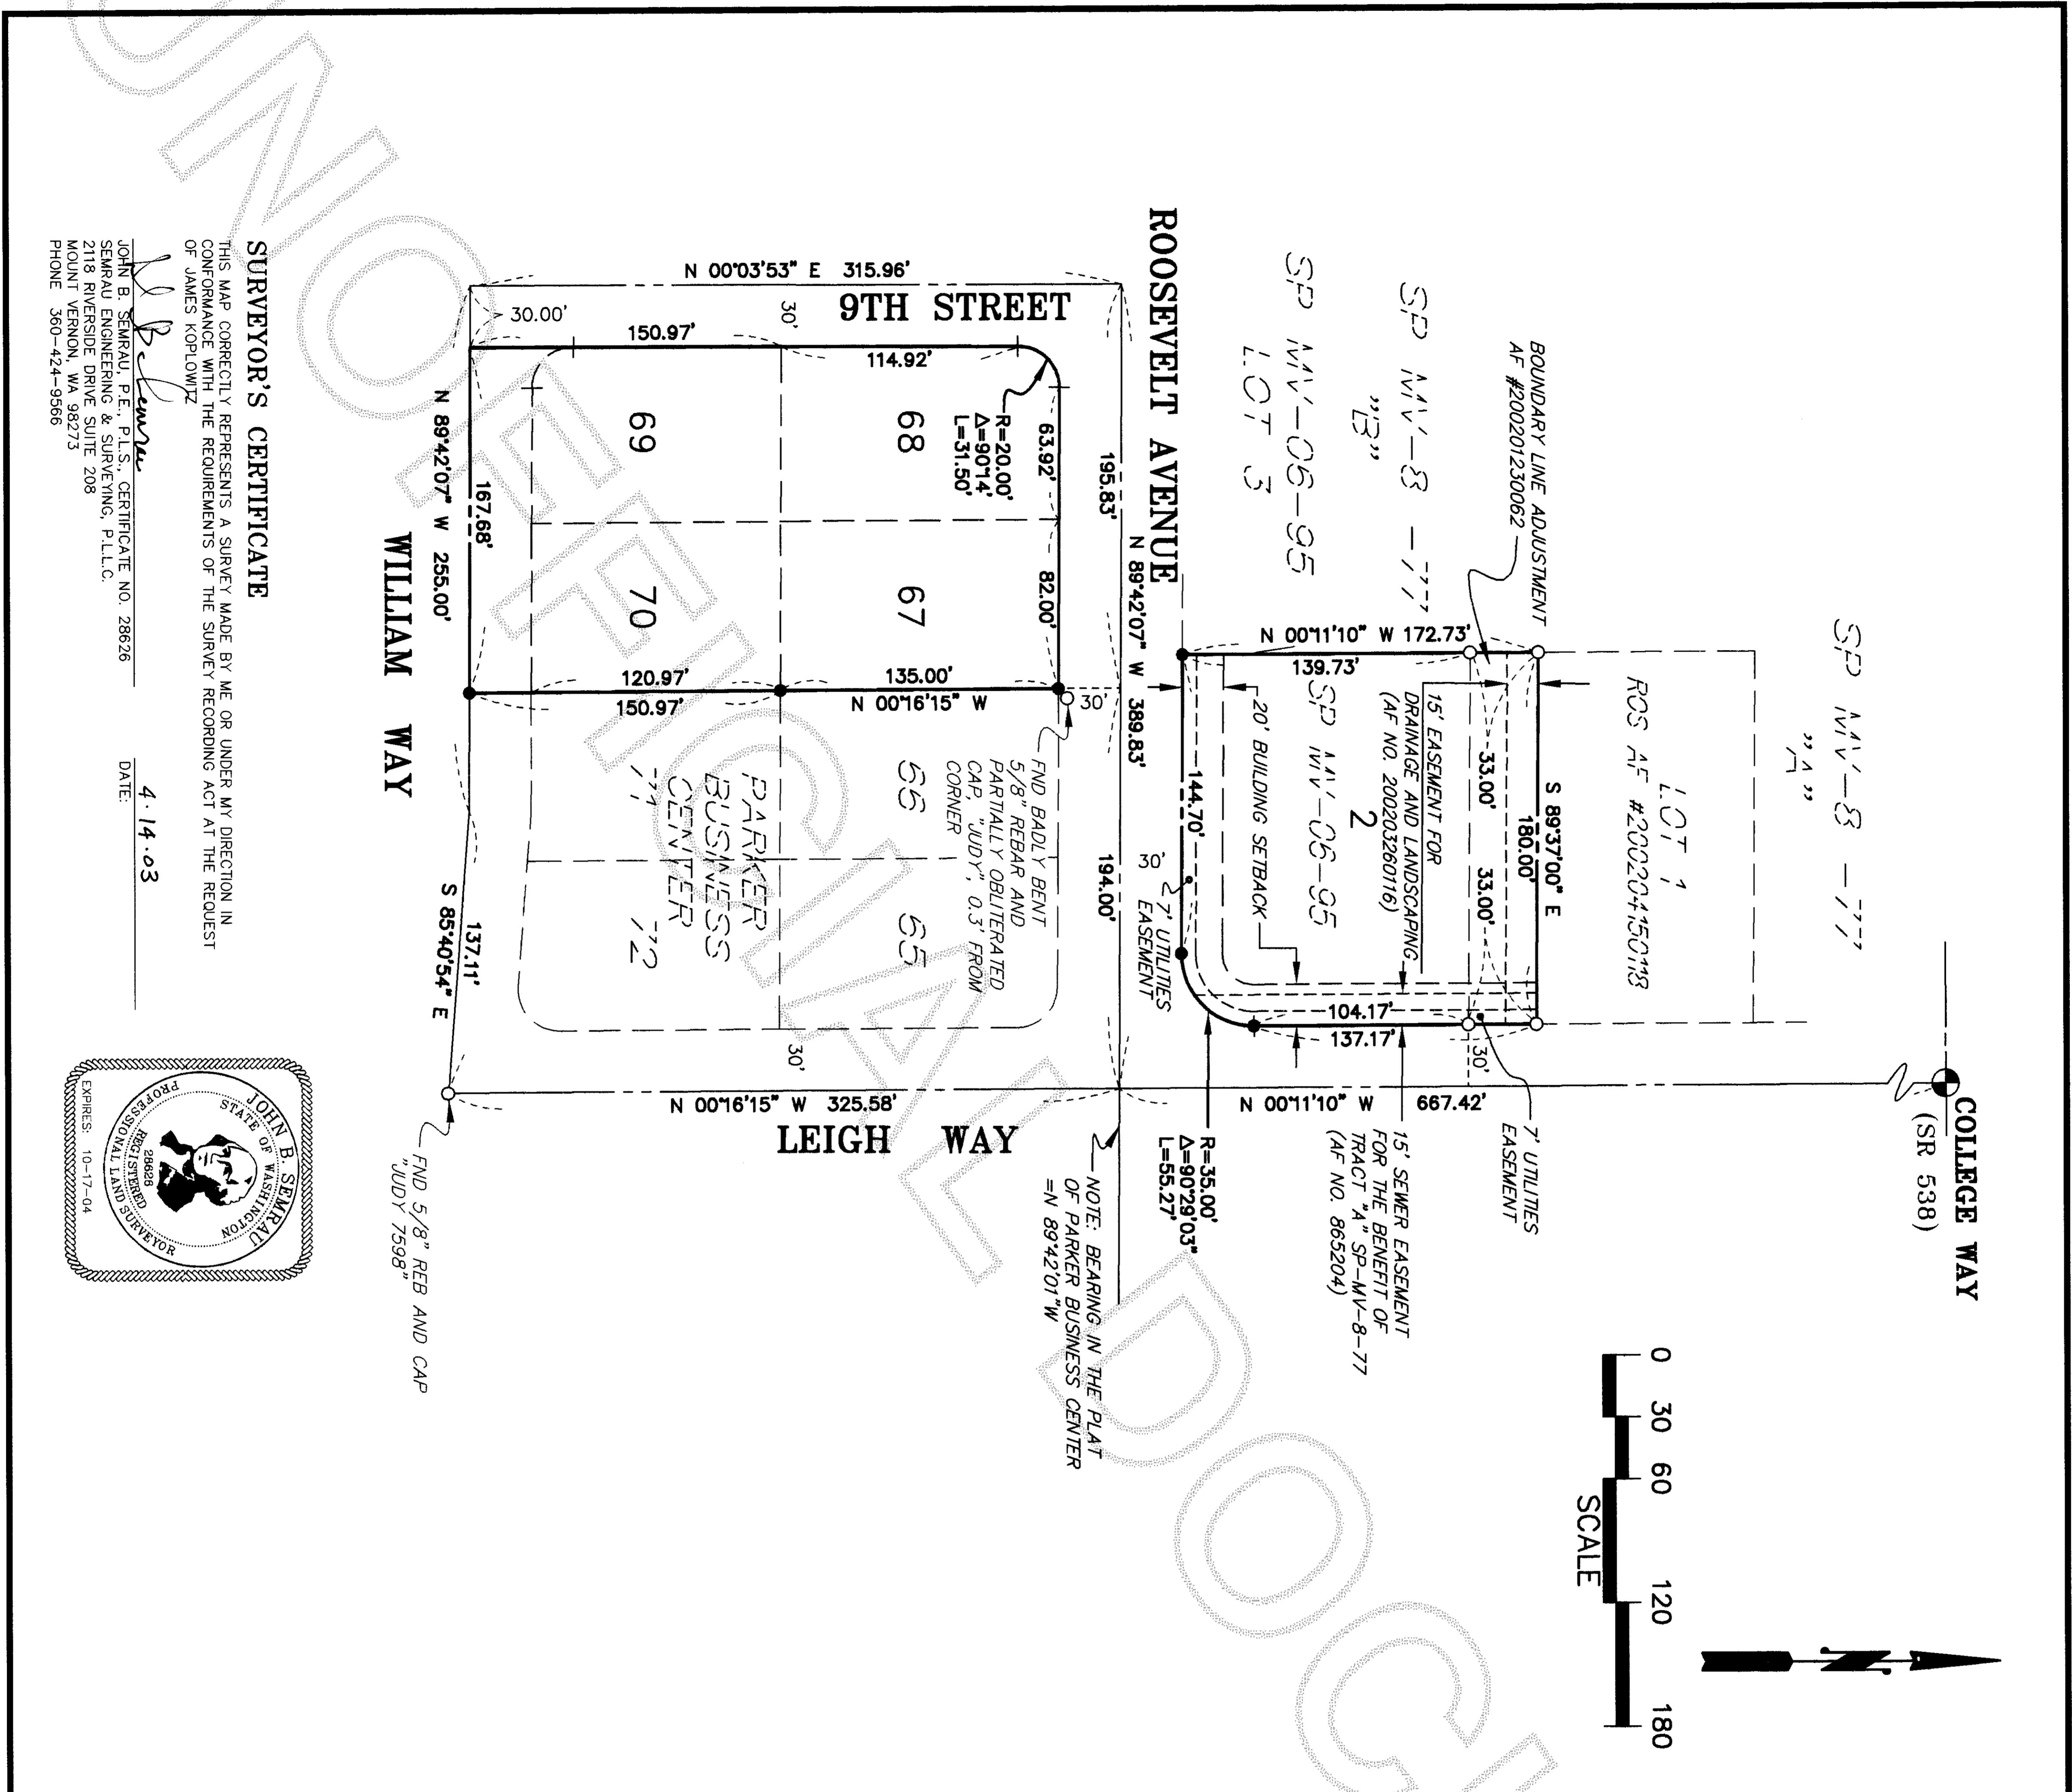 COLLEGE WAY
(SR 538)
SP MV-8-77
"A"
LOT 1
ROS AF #200204150113
BOUNDARY LINE ADJUSTMENT
AF #200201230062
SP MV-8-77
"B"
SP MV-06-95
LOT 3
S 89°37'00" E
180.00'
33.00'
33.00'
15' EASEMENT FOR
DRAINAGE AND LANDSCAPING
(AF NO. 200203260116)
2
SP MV-06-95
20' BUILDING SETBACK
N 00°11'10" W 172.73'
139.73'
144.70'
104.17'
137.17'
30'
7' UTILITIES
EASEMENT
15' SEWER EASEMENT
FOR THE BENEFIT OF
TRACT "A" SP-MV-8-77
(AF NO. 865204)
N 00°11'10" W 667.42'
R=35.00'
Δ=90°29'03"
L=55.27'
30'
7' UTILITIES
EASEMENT
ROOSEVELT AVENUE
195.83'
N 89°42'07" W 389.83'
194.00'
NOTE: BEARING IN THE PLAT
OF PARKER BUSINESS CENTER
=N 89°42'01"W
N 00°03'53" E 315.96'
9TH STREET
30.00'
30'
150.97'
114.92'
R=20.00'
Δ=90°14'
L=31.50'
63.92'
82.00'
30'
68
67
66
65
69
70
71
72
FND BADLY BENT
5/8" REBAR AND
PARTIALLY OBLITERATED
CAP, "JUDY", 0.3' FROM
CORNER
PARKER
BUSINESS
CENTER
120.97'
150.97'
135.00'
N 00°16'15" W
30'
N 00°16'15" W 325.58'
LEIGH WAY
167.68'
N 89°42'07" W 255.00'
137.11'
S 85°40'54" E
WILLIAM WAY
FND 5/8" REB AND CAP
"JUDY 7598"
0 30 60 120 180
SCALE
SURVEYOR'S CERTIFICATE
THIS MAP CORRECTLY REPRESENTS A SURVEY MADE BY ME OR UNDER MY DIRECTION IN
CONFORMANCE WITH THE REQUIREMENTS OF THE SURVEY RECORDING ACT AT THE REQUEST
OF JAMES KOPLOWITZ
JOHN B. SEMRAU, P.E., P.L.S., CERTIFICATE NO. 28626
SEMRAU ENGINEERING & SURVEYING, P.L.L.C.
2118 RIVERSIDE DRIVE SUITE 208
MOUNT VERNON, WA 98273
PHONE 360-424-9566
4.14.03
DATE:
JOHN B. SEMRAU
STATE OF WASHINGTON
28626
REGISTERED
PROFESSIONAL LAND SURVEYOR
EXPIRES: 10-17-04
UNOFFICIAL DOC